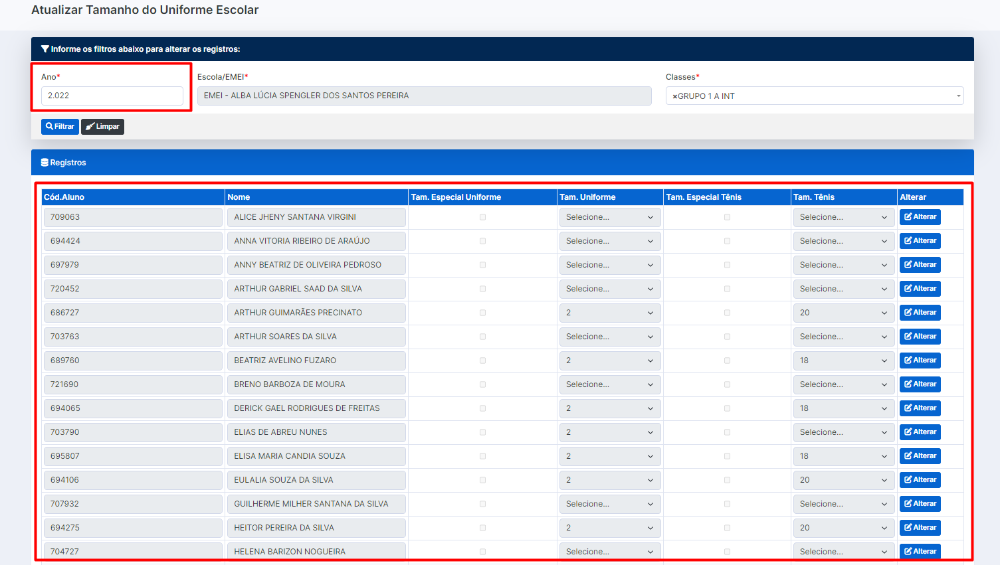 Atualizar Tamanho do Uniforme Escolar
Informe os filtros abaixo para alterar os registros:
Ano* Escola/EMEI* Classes*
2.022 EMEI - ALBA LÚCIA SPENGLER DOS SANTOS PEREIRA ×GRUPO 1 A INT
Filtrar Limpar
Registros
Cód.Aluno Nome Tam. Especial Uniforme Tam. Uniforme Tam. Especial Tênis Tam. Tênis Alterar
709063 ALICE JHENY SANTANA VIRGINI Selecione... Selecione... Alterar
694424 ANNA VITORIA RIBEIRO DE ARAÚJO Selecione... Selecione... Alterar
697979 ANNY BEATRIZ DE OLIVEIRA PEDROSO Selecione... Selecione... Alterar
720452 ARTHUR GABRIEL SAAD DA SILVA Selecione... Selecione... Alterar
686727 ARTHUR GUIMARÃES PRECINATO 2 20 Alterar
703763 ARTHUR SOARES DA SILVA Selecione... Selecione... Alterar
689760 BEATRIZ AVELINO FUZARO 2 18 Alterar
721690 BRENO BARBOZA DE MOURA Selecione... Selecione... Alterar
694065 DERICK GAEL RODRIGUES DE FREITAS 2 18 Alterar
703790 ELIAS DE ABREU NUNES 2 Selecione... Alterar
695807 ELISA MARIA CANDIA SOUZA 2 18 Alterar
694106 EULALIA SOUZA DA SILVA 2 20 Alterar
707932 GUILHERME MILHER SANTANA DA SILVA Selecione... Selecione... Alterar
694275 HEITOR PEREIRA DA SILVA 2 20 Alterar
704727 HELENA BARIZON NOGUEIRA Selecione... Selecione... Alterar